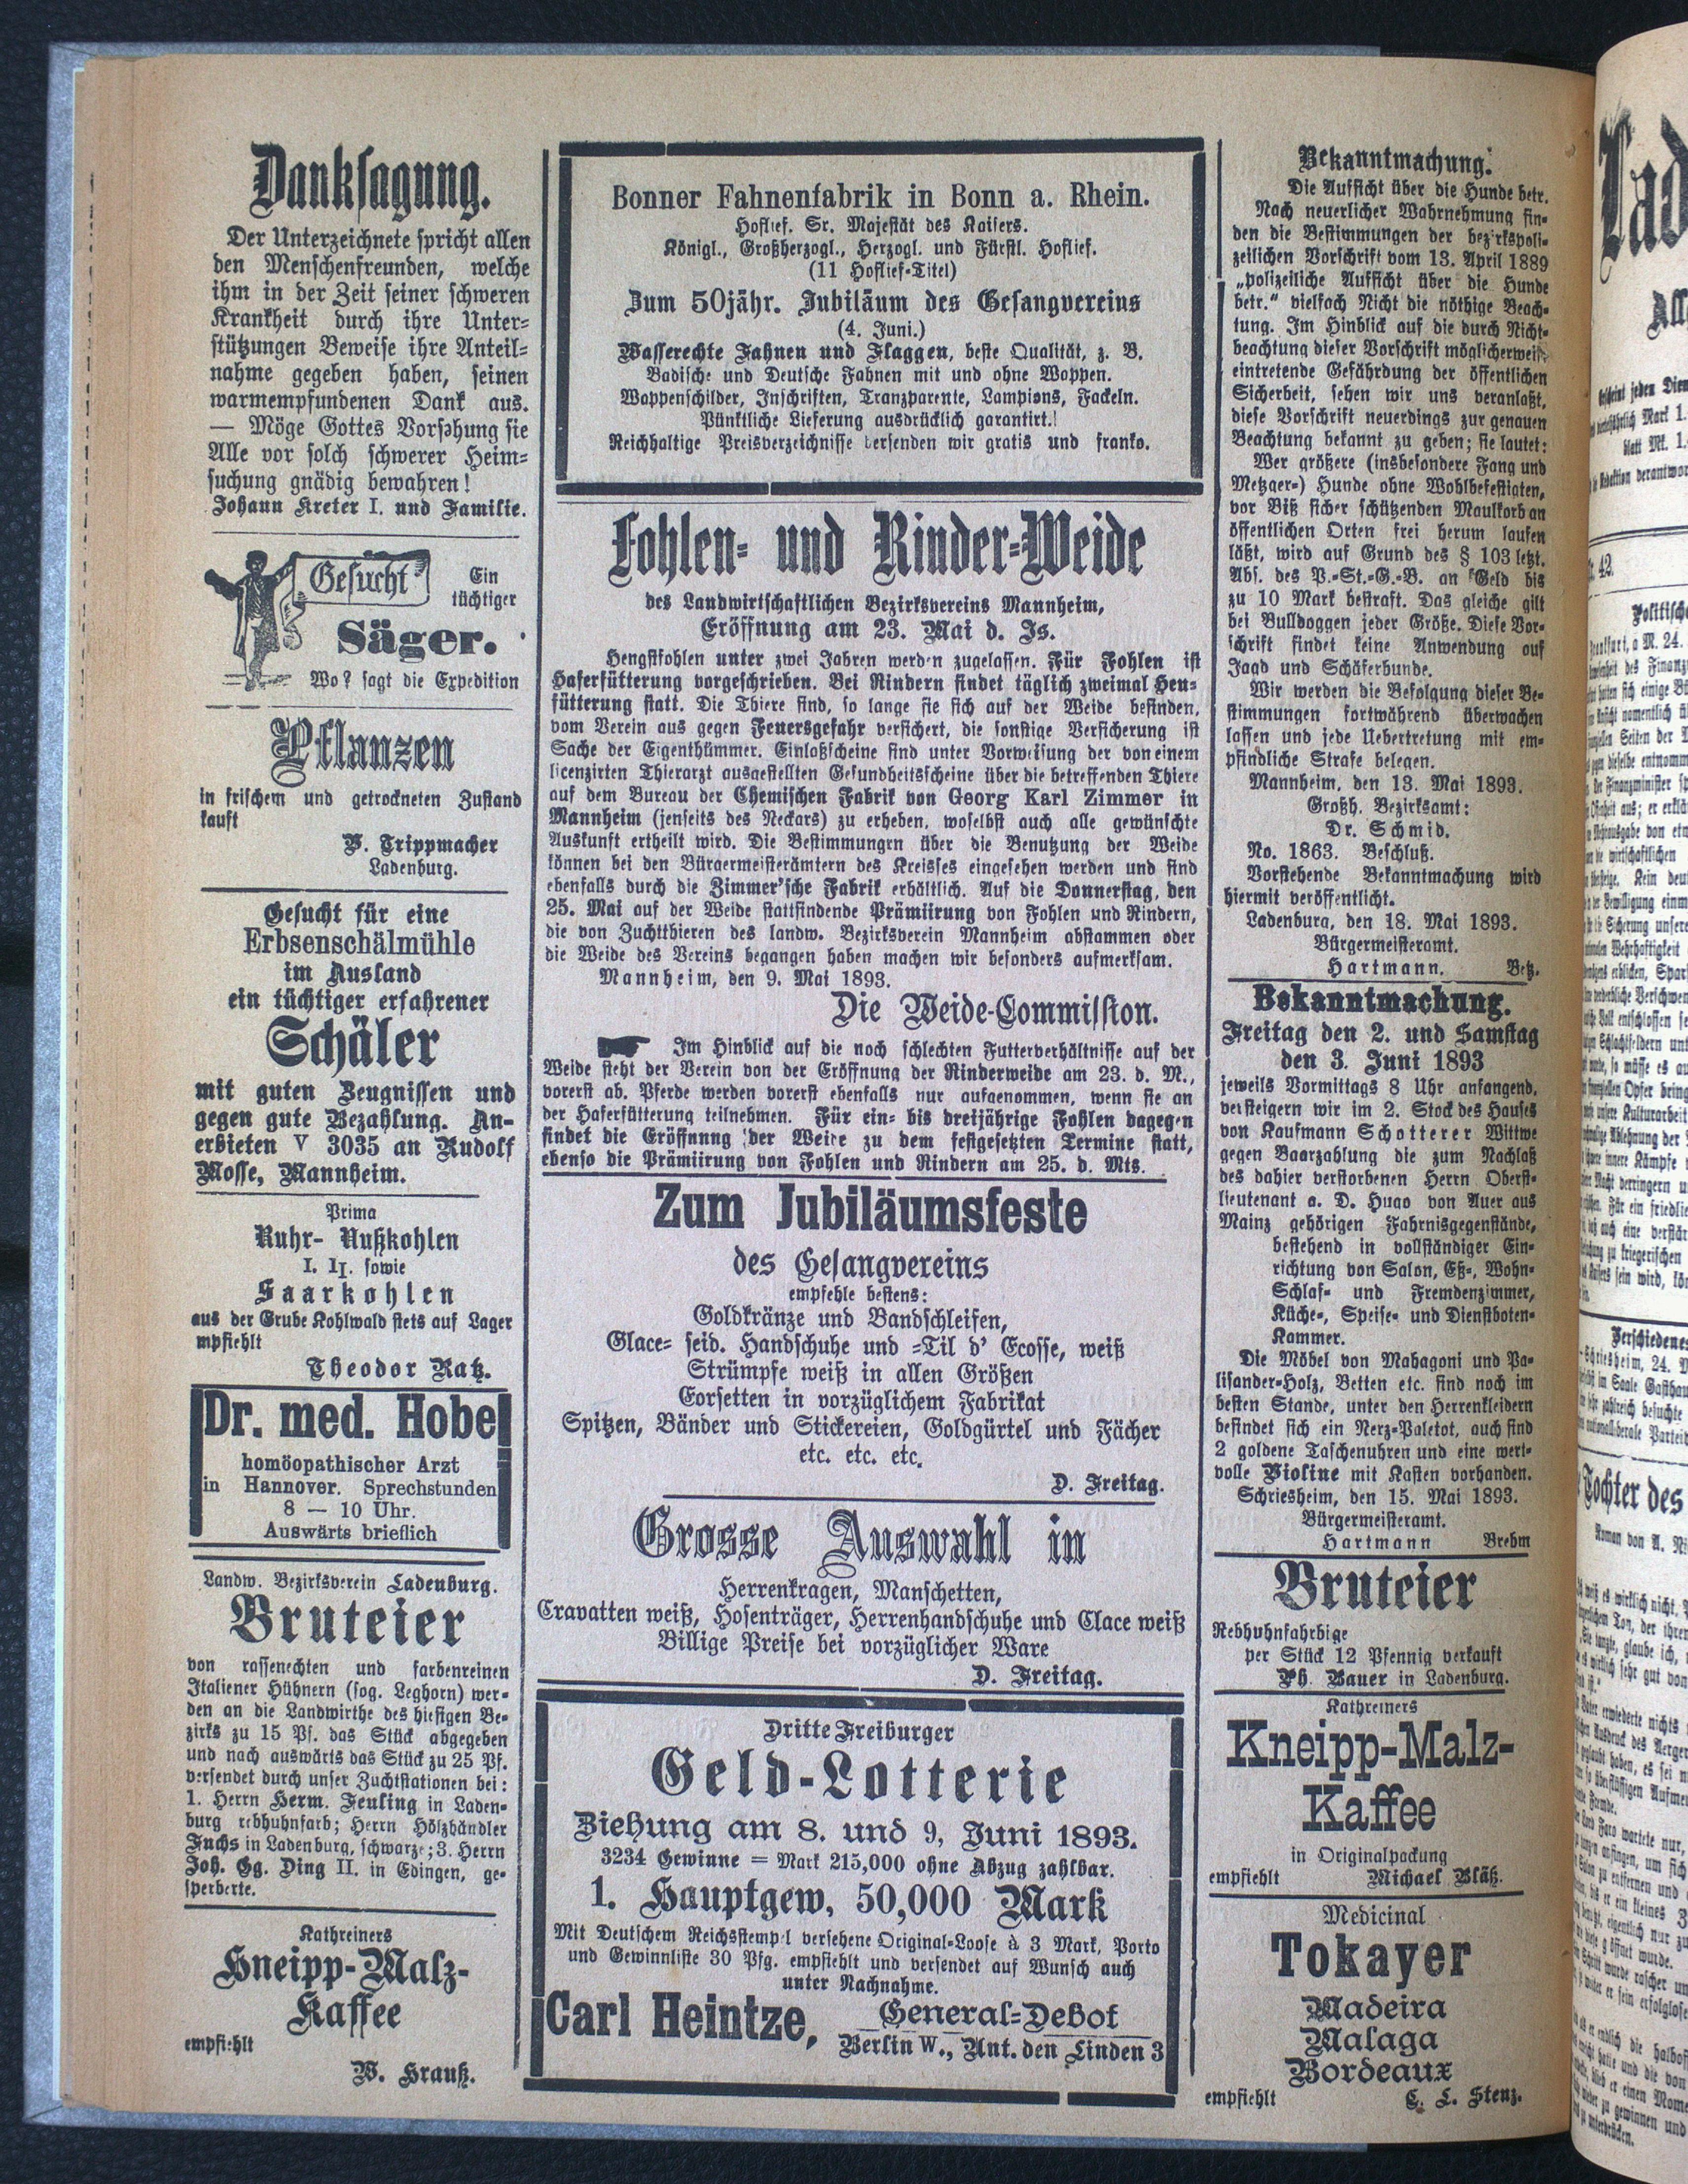 Danksagung.
Der Unterzeichnete spricht allen
den Menschenfreunden, welche
ihm in der Zeit seiner schweren
Krankheit durch ihre Unter-
stützungen Beweise ihre Anteil-
nahme gegeben haben, seinen
warmempfundenen Dank aus.
— Möge Gottes Vorsehung sie
Alle vor solch schwerer Heim-
suchung gnädig bewahren!
Johann Kreter I. und Familie.
Gesucht
Ein
tüchtiger
Säger.
Wo? sagt die Expedition
Pflanzen
in frischem und getrockneten Zustand
kauft
P. Trippmacher
Ladenburg.
Gesucht für eine
Erbsenschälmühle
im Ausland
ein tüchtiger erfahrener
Schäler
mit guten Zeugnissen und
gegen gute Bezahlung. An-
erbieten V 3035 an Rudolf
Mosse, Mannheim.
Prima
Ruhr- Nußkohlen
I. II. sowie
Saarkohlen
aus der Grube Kohlwald stets auf Lager
mpfiehlt
Theodor Katz.
Dr. med. Hobe
homöopathischer Arzt
in Hannover. Sprechstunden
8 — 10 Uhr.
Auswärts brieflich
Landw. Bezirksverein Ladenburg.
Bruteier
von rassenechten und farbenreinen
Italiener Hühnern (sog. Leghorn) wer-
den an die Landwirthe des hiesigen Be-
zirks zu 15 Pf. das Stück abgegeben
und nach auswärts das Stück zu 25 Pf.
versendet durch unser Zuchtstationen bei:
1. Herrn Herm. Feuling in Laden-
burg rebhuhnfarb; Herrn Hölzhändler
Fuchs in Ladenburg, schwarze; 3. Herrn
Joh. Gg. Ding II. in Edingen, ge-
sperberte.
Kathreiners
Kneipp-Malz-
Kaffee
empfiehlt
W. Krauß.
Bonner Fahnenfabrik in Bonn a. Rhein.
Hoflief. Sr. Majestät des Kaisers.
Königl., Großherzogl., Herzogl. und Fürstl. Hoflief.
(11 Hoflief-Titel)
Zum 50jähr. Jubiläum des Gesangvereins
(4. Juni.)
Wasserechte Fahnen und Flaggen, beste Qualität, z. B.
Badische und Deutsche Fahnen mit und ohne Wappen.
Wappenschilder, Inschriften, Tranzparente, Lampions, Fackeln.
Pünktliche Lieferung ausdrücklich garantirt.!
Reichhaltige Preisverzeichnisse versenden wir gratis und franko.
Fohlen- und Rinder-Weide
des Landwirtschaftlichen Bezirksvereins Mannheim,
Eröffnung am 23. Mai d. Js.
Hengstfohlen unter zwei Jahren werden zugelassen. Für Fohlen ist
Haferfütterung vorgeschrieben. Bei Rindern findet täglich zweimal Heu-
fütterung statt. Die Thiere sind, so lange sie sich auf der Weide befinden,
vom Verein aus gegen Feuersgefahr versichert, die sonstige Versicherung ist
Sache der Eigenthümmer. Einlaßscheine sind unter Vorweisung der von einem
licenzirten Thierarzt ausgestellten Gesundheitsscheine über die betreffenden Thiere
auf dem Bureau der Chemischen Fabrik von Georg Karl Zimmer in
Mannheim (jenseits des Neckars) zu erheben, woselbst auch alle gewünschte
Auskunft ertheilt wird. Die Bestimmungen über die Benutzung der Weide
können bei den Bürgermeisterämtern des Kreisses eingesehen werden und sind
ebenfalls durch die Zimmer'sche Fabrik erhältlich. Auf die Donnerstag, den
25. Mai auf der Weide stattfindende Prämiirung von Fohlen und Rindern,
die von Zuchtthieren des landw. Bezirksverein Mannheim abstammen oder
die Weide des Vereins begangen haben machen wir besonders aufmerksam.
Mannheim, den 9. Mai 1893.
Die Weide-Commission.
Im Hinblick auf die noch schlechten Futterverhältnisse auf der
Weide steht der Verein von der Eröffnung der Rinderweide am 23. d. M.,
vorerst ab. Pferde werden vorerst ebenfalls nur aufgenommen, wenn sie an
der Haferfütterung teilnehmen. Für ein- bis dreijährige Fohlen dagegen
findet die Eröffnung der Weide zu dem festgesetzten Termine statt,
ebenso die Prämiirung von Fohlen und Rindern am 25. d. Mts.
Zum Jubiläumsfeste
des Gesangvereins
empfehle bestens:
Goldkränze und Bandschleifen,
Glace- seid. Handschuhe und -Til d' Ecosse, weiß
Strümpfe weiß in allen Größen
Corsetten in vorzüglichem Fabrikat
Spitzen, Bänder und Stickereien, Goldgürtel und Fächer
etc. etc. etc.
D. Freitag.
Grosse Auswahl in
Herrenkragen, Manschetten,
Cravatten weiß, Hosenträger, Herrenhandschuhe und Clace weiß
Billige Preise bei vorzüglicher Ware
D. Freitag.
Dritte Freiburger
Geld-Lotterie
Ziehung am 8. und 9. Juni 1893.
3234 Gewinne = Mark 215,000 ohne Abzug zahlbar.
1. Hauptgew. 50,000 Mark
Mit Deutschem Reichsstempel versehene Original-Loose à 3 Mark, Porto
und Gewinnliste 30 Pfg. empfiehlt und versendet auf Wunsch auch
unter Nachnahme.
Carl Heintze, General-Debot
Berlin W., Unt. den Linden 3
Bekanntmachung.
Die Aufsicht über die Hunde betr.
Nach neuerlicher Wahrnehmung fin-
den die Bestimmungen der bezirkspoli-
zeilichen Vorschrift vom 13. April 1889
„polizeiliche Aufsicht über die Hunde
betr." vielfach Nicht die nöthige Beach-
tung. Im Hinblick auf die durch Nicht-
beachtung dieser Vorschrift möglicherweise
eintretende Gefährdung der öffentlichen
Sicherheit, sehen wir uns veranlaßt,
diese Vorschrift neuerdings zur genauen
Beachtung bekannt zu geben; sie lautet:
Wer größere (insbesondere Fang und
Metzger-) Hunde ohne Wohlbefestigten,
vor Biß sicher schützenden Maulkorb an
öffentlichen Orten frei herum laufen
läßt, wird auf Grund des § 103 letzt.
Abs. des P.-St.-G.-B. an Geld bis
zu 10 Mark bestraft. Das gleiche gilt
bei Bulldoggen jeder Größe. Diese Vor-
schrift findet keine Anwendung auf
Jagd und Schäferhunde.
Wir werden die Befolgung dieser Be-
stimmungen fortwährend überwachen
lassen und jede Uebertretung mit em-
pfindliche Strafe belegen.
Mannheim, den 13. Mai 1893.
Großh. Bezirksamt:
Dr. Schmid.
No. 1863. Beschluß.
Vorstehende Bekanntmachung wird
hiermit veröffentlicht.
Ladenburg, den 18. Mai 1893.
Bürgermeisteramt.
Hartmann. Betz.
Bekanntmachung.
Freitag den 2. und Samstag
den 3. Juni 1893
jeweils Vormittags 8 Uhr anfangend,
versteigern wir im 2. Stock des Hauses
von Kaufmann Schotterer Wittwe
gegen Baarzahlung die zum Nachlaß
des dahier verstorbenen Herrn Oberst-
lieutenant a. D. Hugo von Auer aus
Mainz gehörigen Fahrnisgegenstände,
bestehend in vollständiger Ein-
richtung von Salon, Eß-, Wohn-
Schlaf- und Fremdenzimmer,
Küche-, Speise- und Dienstboten-
Kammer.
Die Möbel von Mahagoni und Pa-
lisander-Holz, Betten etc. sind noch im
besten Stande, unter den Herrenkleidern
befindet sich ein Nerz-Paletot, auch sind
2 goldene Taschenuhren und eine wert-
volle Violine mit Kasten vorhanden.
Schriesheim, den 15. Mai 1893.
Bürgermeisteramt.
Hartmann Brehm
Bruteier
Rebhuhnfahrbige
per Stück 12 Pfennig verkauft
Ph. Bauer in Ladenburg.
Kathreiners
Kneipp-Malz-
Kaffee
in Originalpackung
empfiehlt Michael Bläß.
Medicinal
Tokayer
Madeira
Malaga
Bordeaux
empfiehlt C. L. Stenz.